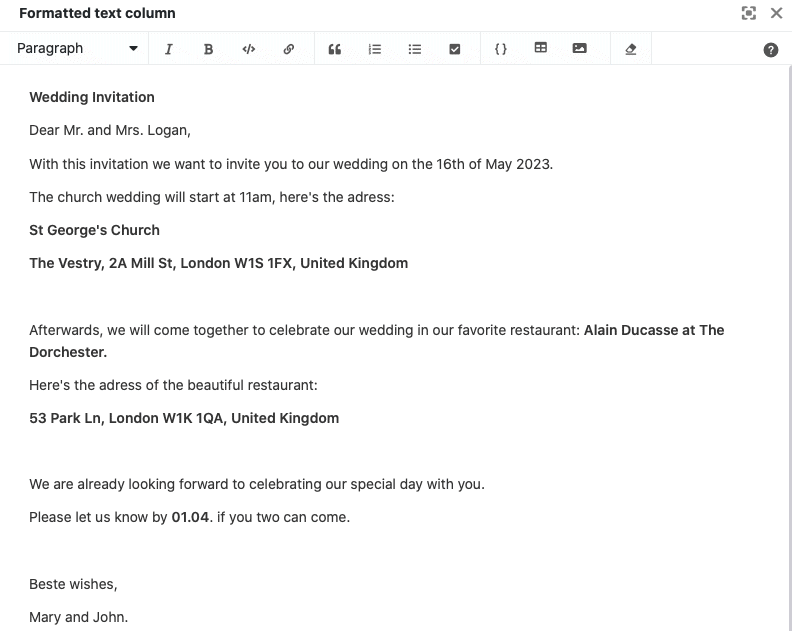 Formatted text column
Paragraph
Wedding Invitation
Dear Mr. and Mrs. Logan,
With this invitation we want to invite you to our wedding on the 16th of May 2023.
The church wedding will start at 11am, here's the adress:
St George's Church
The Vestry, 2A Mill St, London W1S 1FX, United Kingdom
Afterwards, we will come together to celebrate our wedding in our favorite restaurant: Alain Ducasse at The
Dorchester.
Here's the adress of the beautiful restaurant:
53 Park Ln, London W1K 1QA, United Kingdom
We are already looking forward to celebrating our special day with you.
Please let us know by 01.04. if you two can come.
Beste wishes,
Mary and John.